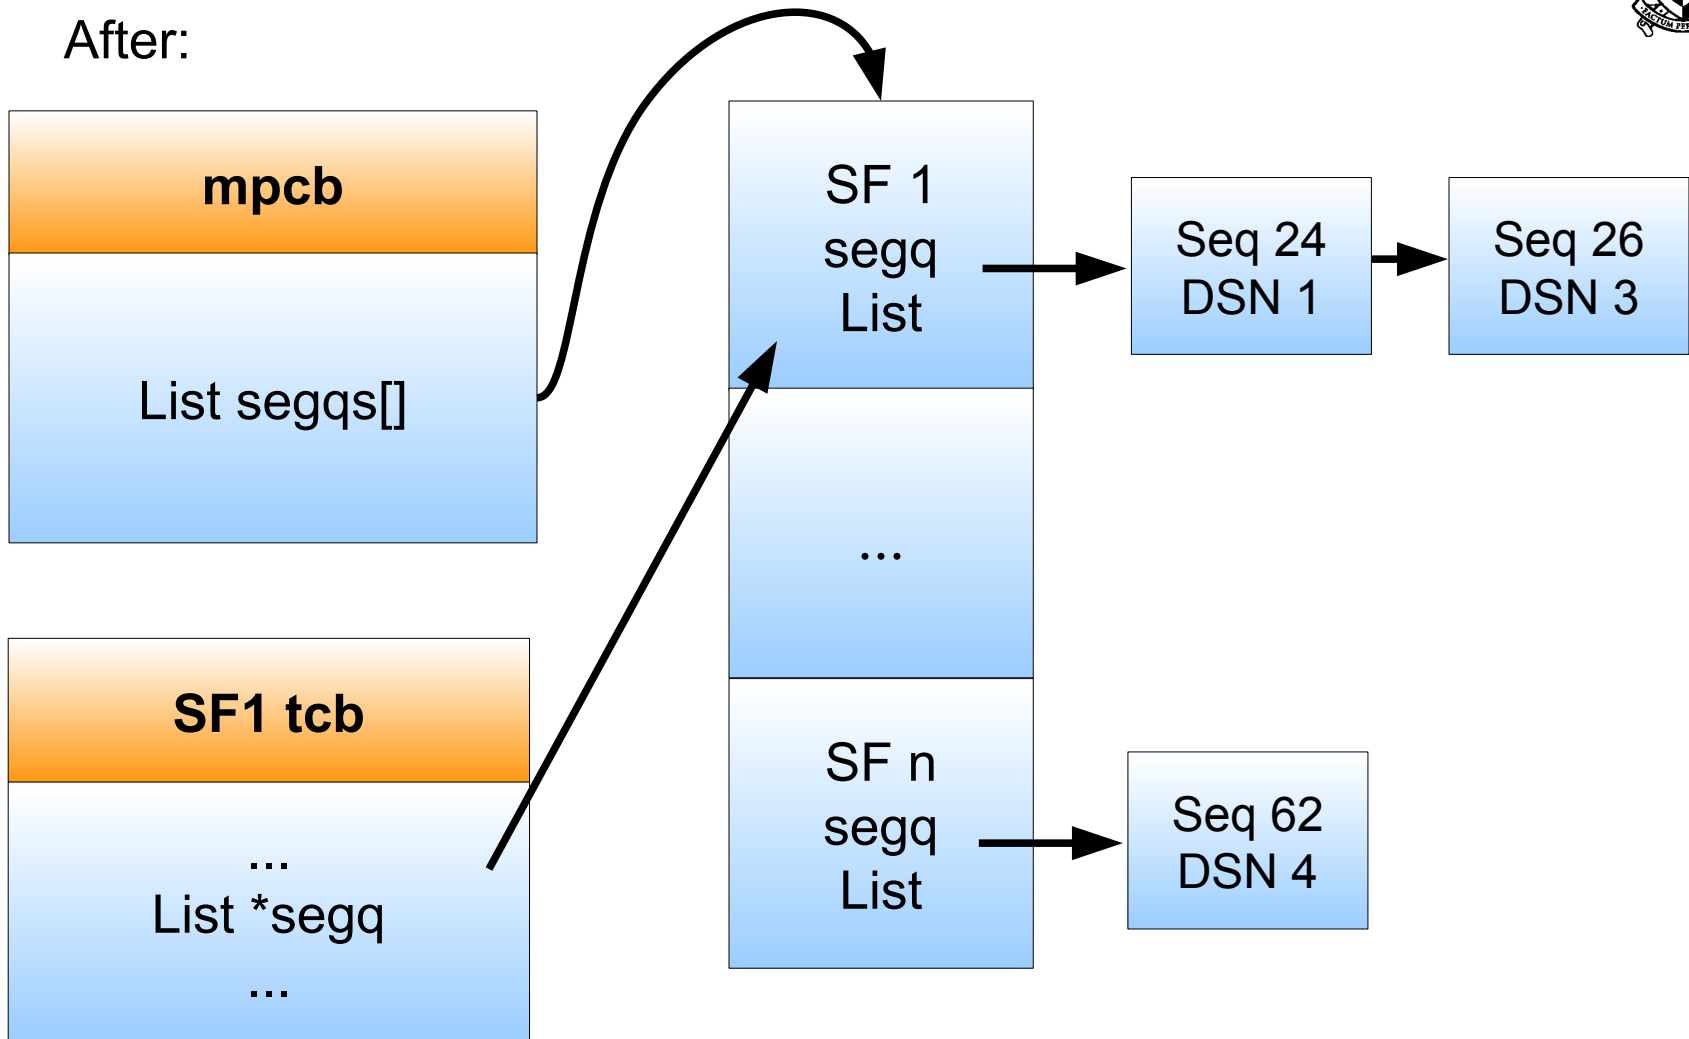 After:
mpcb
List segqs[]
SF1 tcb
...
List *segq
...
SF 1
segq
List
...
SF n
segq
List
Seq 24
DSN 1
Seq 26
DSN 3
Seq 62
DSN 4